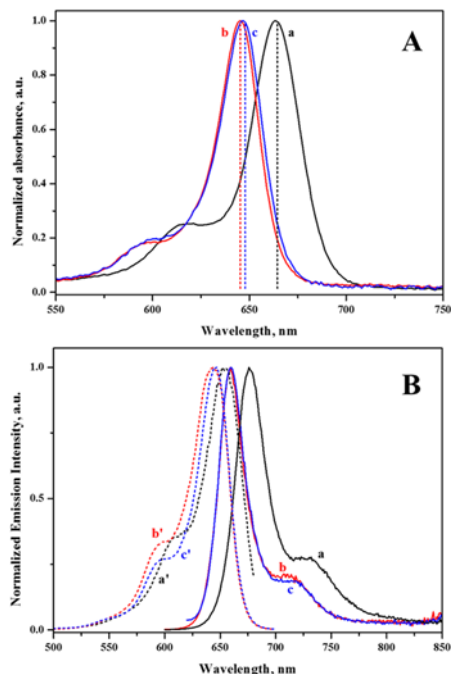 A
b
c
a
1.0
0.8
0.6
0.4
0.2
0.0
Normalized absorbance, a.u.
550 600 650 700 750
Wavelength, nm
B
1.0
0.5
0.0
Normalized Emission Intensity, a.u.
b'
c'
a'
a
b
c
500 550 600 650 700 750 800 850
Wavelength, nm